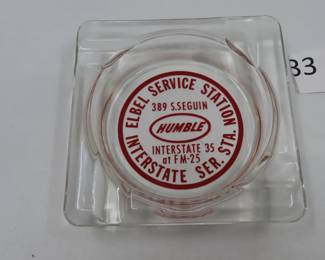 ELBEL SERVICE STATION
389 S.SEGUIN
HUMBLE
INTERSTATE 35
at FM-25
INTERSTATE SER. STA.
33